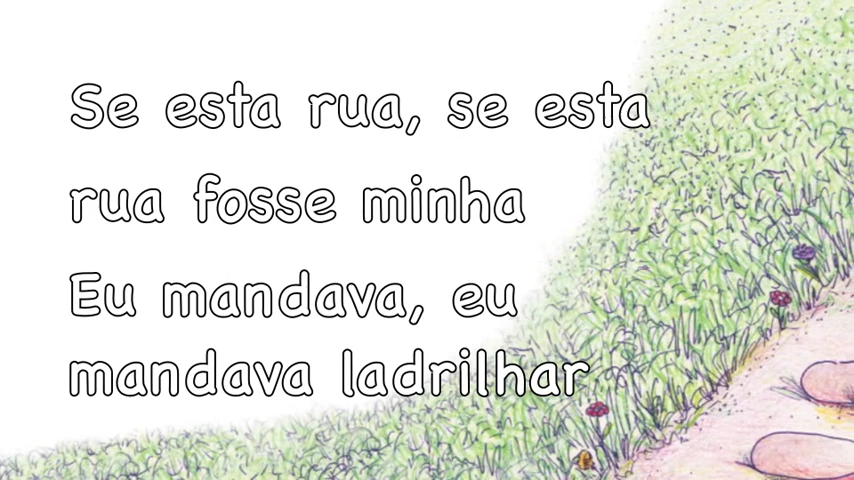 Se esta rua, se esta
rua fosse minha
Eu mandava, eu
mandava ladrilhar